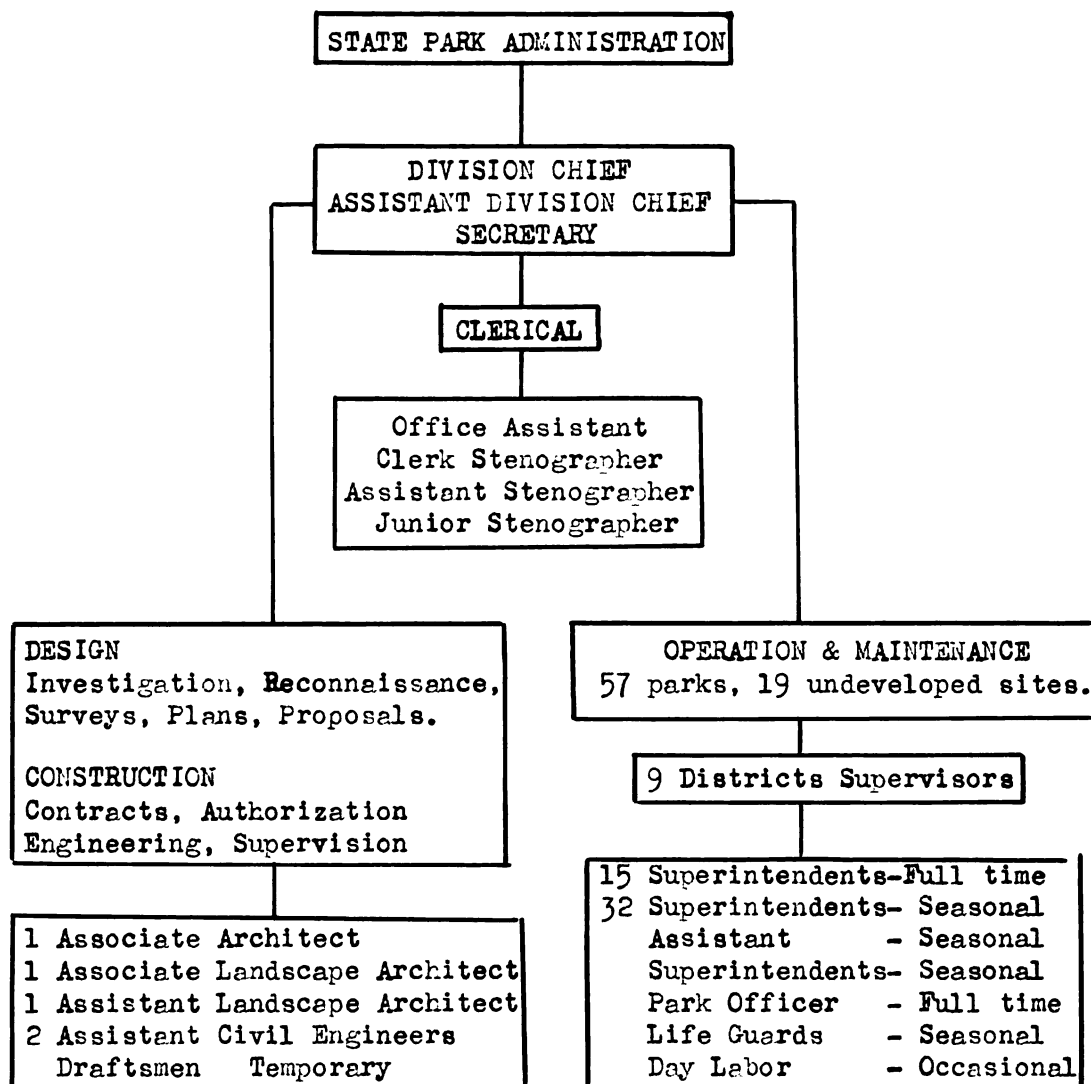 STATE PARK ADMINISTRATION
DIVISION CHIEF
ASSISTANT DIVISION CHIEF
SECRETARY
CLERICAL
Office Assistant
Clerk Stenographer
Assistant Stenographer
Junior Stenographer
DESIGN
Investigation, Reconnaissance,
Surveys, Plans, Proposals.
CONSTRUCTION
Contracts, Authorization
Engineering, Supervision
1 Associate Architect
1 Associate Landscape Architect
1 Assistant Landscape Architect
2 Assistant Civil Engineers
Draftsmen Temporary
OPERATION & MAINTENANCE
57 parks, 19 undeveloped sites.
9 Districts Supervisors
15 Superintendents-Full time
32 Superintendents- Seasonal
Assistant - Seasonal
Superintendents- Seasonal
Park Officer - Full time
Life Guards - Seasonal
Day Labor - Occasional